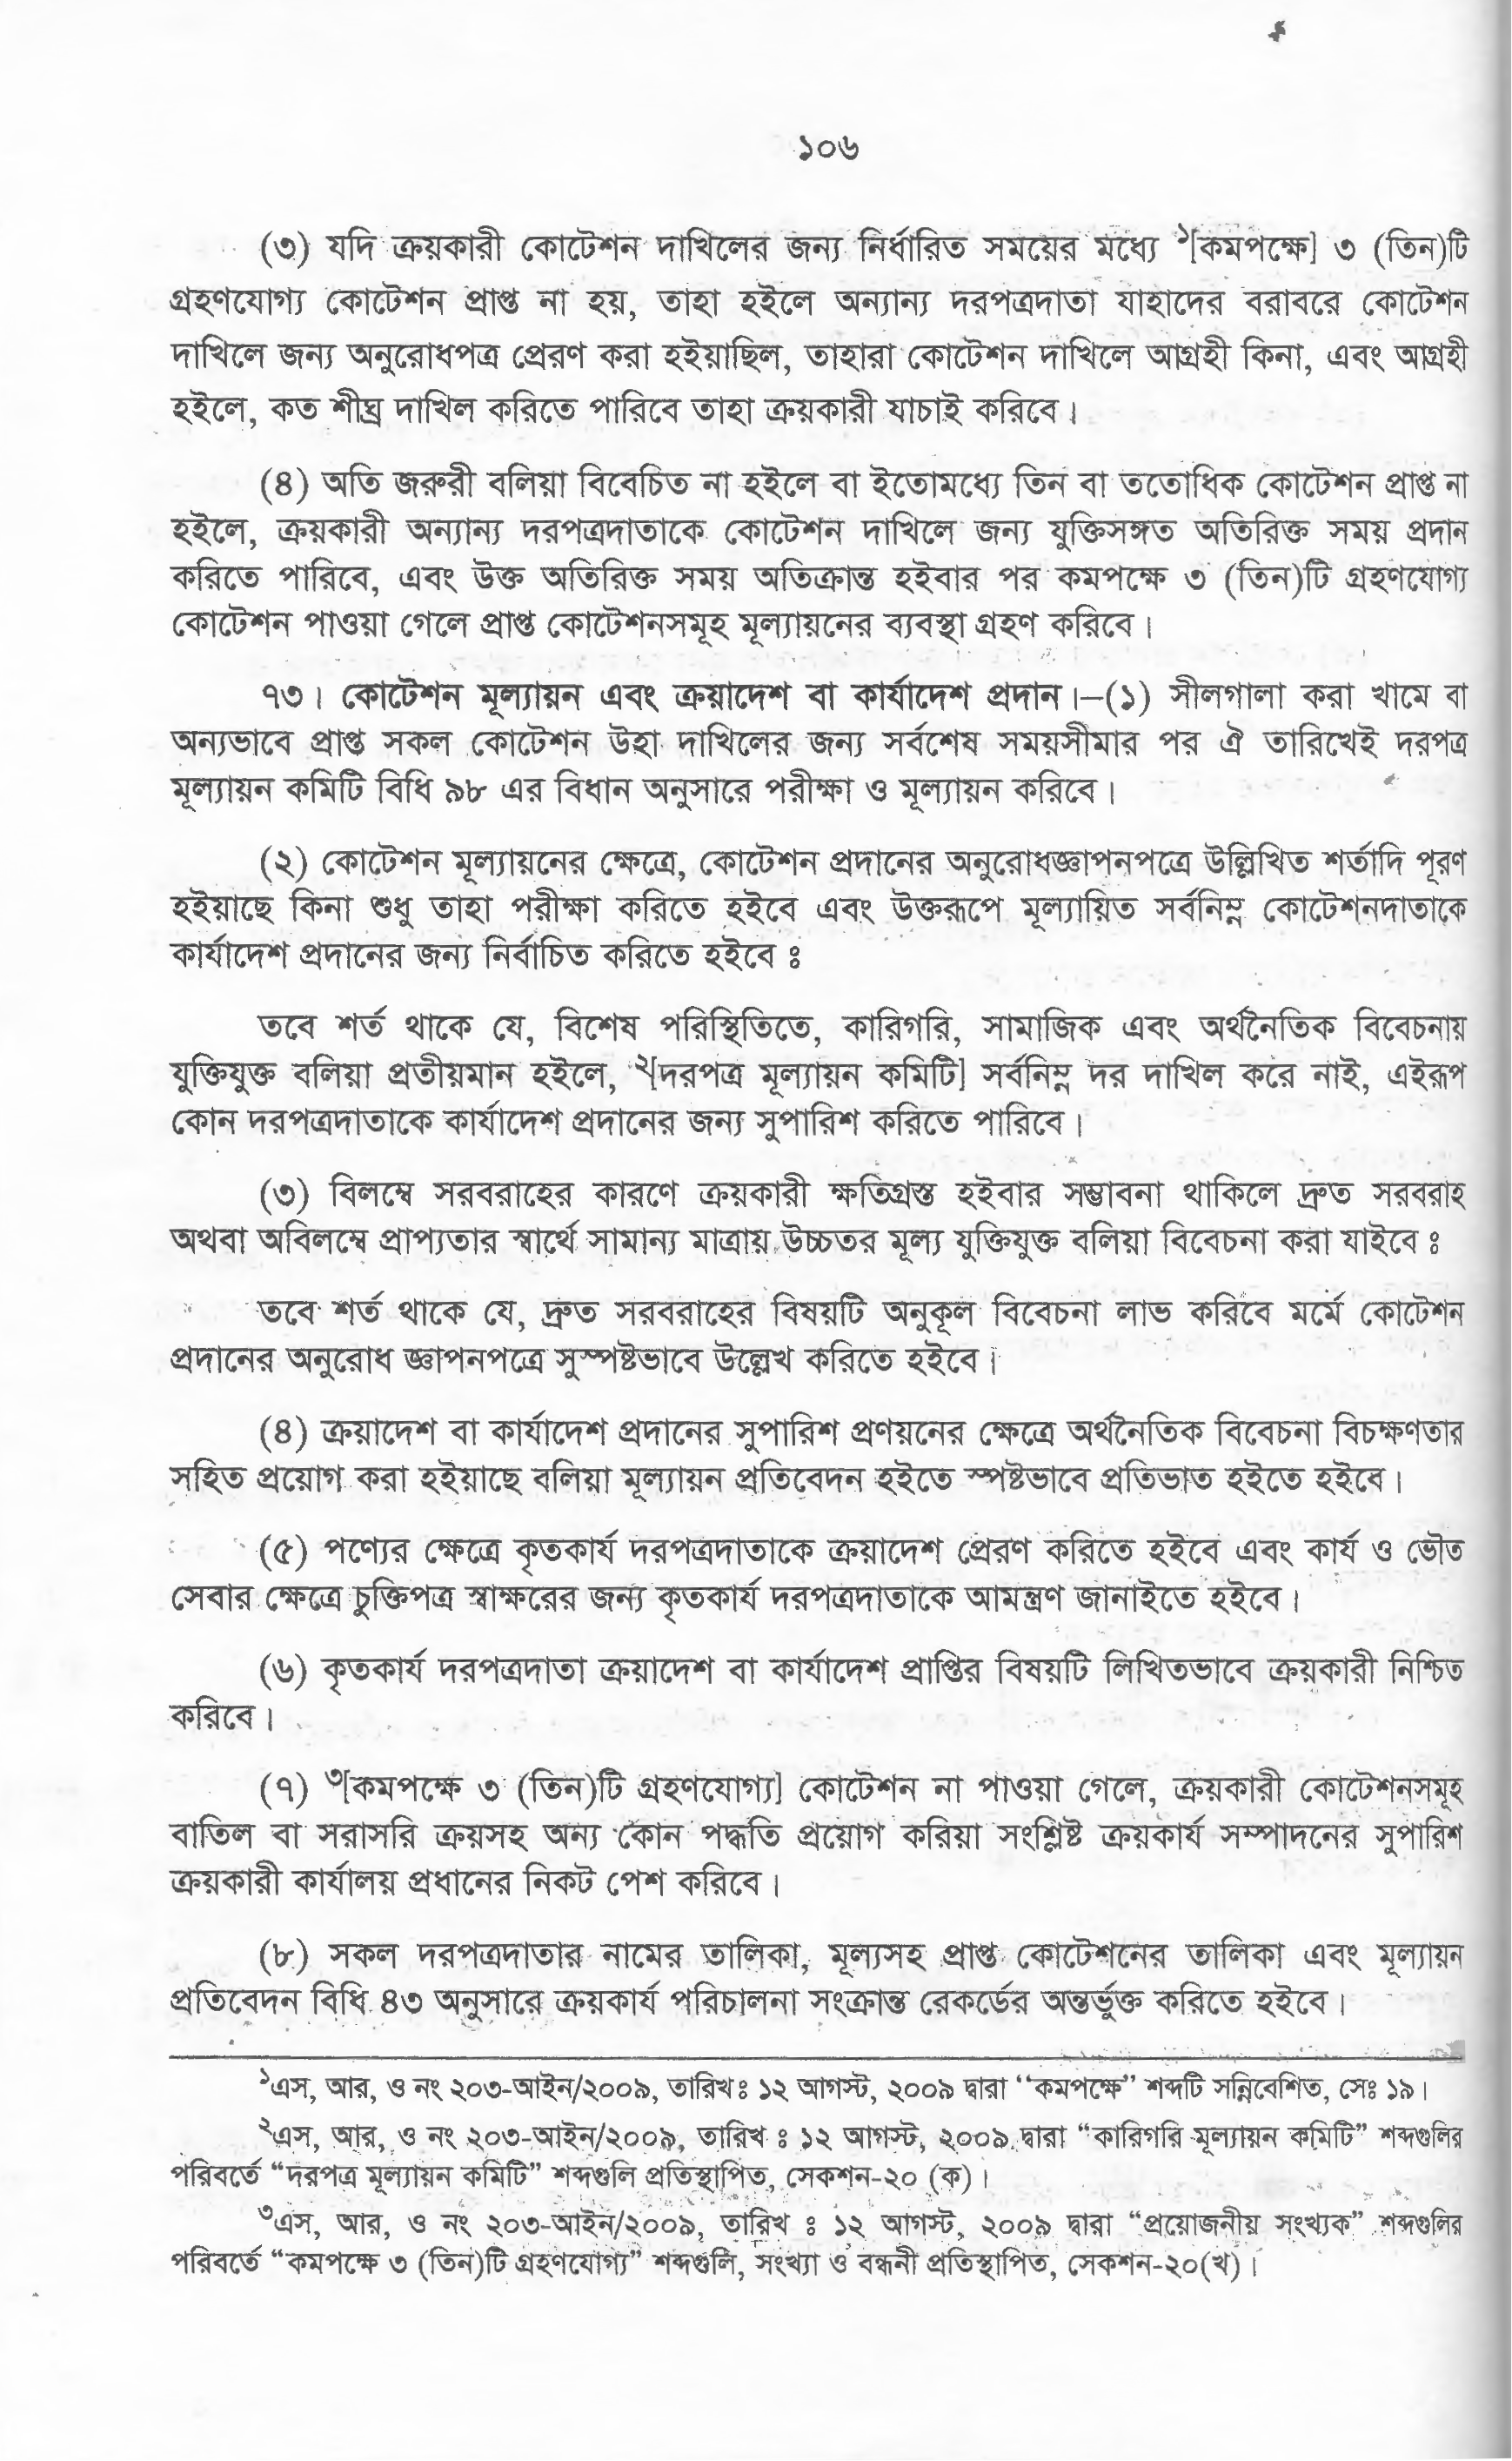 ১০৬
(৩) যদি ক্রয়কারী কোটেশন দাখিলের জন্য নির্ধারিত সময়ের মধ্যে ১[কমপক্ষে] ৩ (তিন)টি
গ্রহণযোগ্য কোটেশন প্রাপ্ত না হয়, তাহা হইলে অন্যান্য দরপত্রদাতা যাহাদের বরাবরে কোটেশন
দাখিলে জন্য অনুরোধপত্র প্রেরণ করা হইয়াছিল, তাহারা কোটেশন দাখিলে আগ্রহী কিনা, এবং আগ্রহী
হইলে, কত শীঘ্র দাখিল করিতে পারিবে তাহা ক্রয়কারী যাচাই করিবে।
(৪) অতি জরুরী বলিয়া বিবেচিত না হইলে বা ইতোমধ্যে তিন বা ততোধিক কোটেশন প্রাপ্ত না
হইলে, ক্রয়কারী অন্যান্য দরপত্রদাতাকে কোটেশন দাখিলে জন্য যুক্তিসঙ্গত অতিরিক্ত সময় প্রদান
করিতে পারিবে, এবং উক্ত অতিরিক্ত সময় অতিক্রান্ত হইবার পর কমপক্ষে ৩ (তিন)টি গ্রহণযোগ্য
কোটেশন পাওয়া গেলে প্রাপ্ত কোটেশনসমূহ মূল্যায়নের ব্যবস্থা গ্রহণ করিবে।
৭৩। কোটেশন মূল্যায়ন এবং ক্রয়াদেশ বা কার্যাদেশ প্রদান।–(১) সীলগালা করা খামে বা
অন্যভাবে প্রাপ্ত সকল কোটেশন উহা দাখিলের জন্য সর্বশেষ সময়সীমার পর ঐ তারিখেই দরপত্র
মূল্যায়ন কমিটি বিধি ৯৮ এর বিধান অনুসারে পরীক্ষা ও মূল্যায়ন করিবে।
(২) কোটেশন মূল্যায়নের ক্ষেত্রে, কোটেশন প্রদানের অনুরোধজ্ঞাপনপত্রে উল্লিখিত শর্তাদি পূরণ
হইয়াছে কিনা শুধু তাহা পরীক্ষা করিতে হইবে এবং উক্তরূপে মূল্যায়িত সর্বনিম্ন কোটেশনদাতাকে
কার্যাদেশ প্রদানের জন্য নির্বাচিত করিতে হইবে ঃ
তবে শর্ত থাকে যে, বিশেষ পরিস্থিতিতে, কারিগরি, সামাজিক এবং অর্থনৈতিক বিবেচনায়
যুক্তিযুক্ত বলিয়া প্রতীয়মান হইলে, ২[দরপত্র মূল্যায়ন কমিটি] সর্বনিম্ন দর দাখিল করে নাই, এইরূপ
কোন দরপত্রদাতাকে কার্যাদেশ প্রদানের জন্য সুপারিশ করিতে পারিবে।
(৩) বিলম্বে সরবরাহের কারণে ক্রয়কারী ক্ষতিগ্রস্ত হইবার সম্ভাবনা থাকিলে দ্রুত সরবরাহ
অথবা অবিলম্বে প্রাপ্যতার স্বার্থে সামান্য মাত্রায় উচ্চতর মূল্য যুক্তিযুক্ত বলিয়া বিবেচনা করা যাইবে ঃ
তবে শর্ত থাকে যে, দ্রুত সরবরাহের বিষয়টি অনুকূল বিবেচনা লাভ করিবে মর্মে কোটেশন
প্রদানের অনুরোধ জ্ঞাপনপত্রে সুস্পষ্টভাবে উল্লেখ করিতে হইবে।
(৪) ক্রয়াদেশ বা কার্যাদেশ প্রদানের সুপারিশ প্রণয়নের ক্ষেত্রে অর্থনৈতিক বিবেচনা বিচক্ষণতার
সহিত প্রয়োগ করা হইয়াছে বলিয়া মূল্যায়ন প্রতিবেদন হইতে স্পষ্টভাবে প্রতিভাত হইতে হইবে।
(৫) পণ্যের ক্ষেত্রে কৃতকার্য দরপত্রদাতাকে ক্রয়াদেশ প্রেরণ করিতে হইবে এবং কার্য ও ভৌত
সেবার ক্ষেত্রে চুক্তিপত্র স্বাক্ষরের জন্য কৃতকার্য দরপত্রদাতাকে আমন্ত্রণ জানাইতে হইবে।
(৬) কৃতকার্য দরপত্রদাতা ক্রয়াদেশ বা কার্যাদেশ প্রাপ্তির বিষয়টি লিখিতভাবে ক্রয়কারী নিশ্চিত
করিবে।
(৭) ৩[কমপক্ষে ৩ (তিন)টি গ্রহণযোগ্য] কোটেশন না পাওয়া গেলে, ক্রয়কারী কোটেশনসমূহ
বাতিল বা সরাসরি ক্রয়সহ অন্য কোন পদ্ধতি প্রয়োগ করিয়া সংশ্লিষ্ট ক্রয়কার্য সম্পাদনের সুপারিশ
ক্রয়কারী কার্যালয় প্রধানের নিকট পেশ করিবে।
(৮) সকল দরপত্রদাতার নামের তালিকা, মূল্যসহ প্রাপ্ত কোটেশনের তালিকা এবং মূল্যায়ন
প্রতিবেদন বিধি ৪৩ অনুসারে ক্রয়কার্য পরিচালনা সংক্রান্ত রেকর্ডের অন্তর্ভুক্ত করিতে হইবে।
১এস, আর, ও নং ২০৩-আইন/২০০৯, তারিখঃ ১২ আগস্ট, ২০০৯ দ্বারা “কমপক্ষে” শব্দটি সন্নিবেশিত, সেঃ ১৯।
২এস, আর, ও নং ২০৩-আইন/২০০৯, তারিখ ঃ ১২ আগস্ট, ২০০৯ দ্বারা “কারিগরি মূল্যায়ন কমিটি” শব্দগুলির
পরিবর্তে “দরপত্র মূল্যায়ন কমিটি” শব্দগুলি প্রতিস্থাপিত, সেকশন-২০ (ক)।
৩এস, আর, ও নং ২০৩-আইন/২০০৯, তারিখ ঃ ১২ আগস্ট, ২০০৯ দ্বারা “প্রয়োজনীয় সংখ্যক” শব্দগুলির
পরিবর্তে “কমপক্ষে ৩ (তিন)টি গ্রহণযোগ্য” শব্দগুলি, সংখ্যা ও বন্ধনী প্রতিস্থাপিত, সেকশন-২০(খ)।